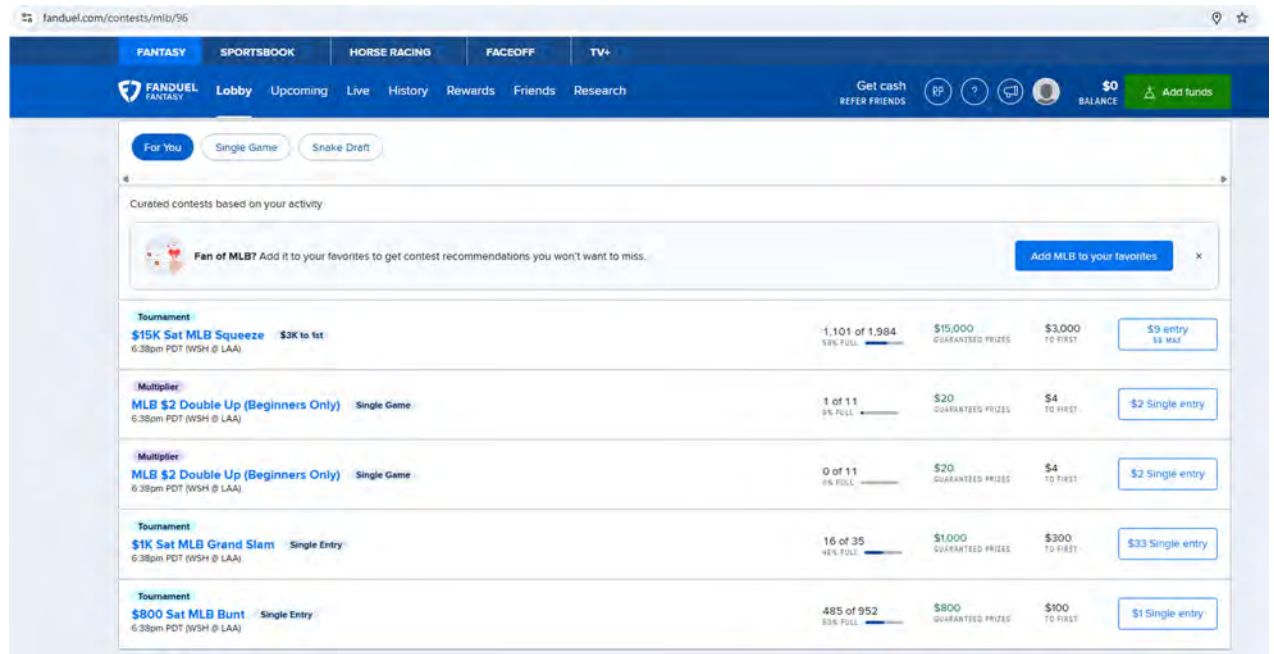 fanduel.com/contests/mlb/96
FANTASY SPORTSBOOK HORSE RACING FACEOFF TV+
FANDUEL FANTASY Lobby Upcoming Live History Rewards Friends Research Get cash REFER FRIENDS RP ? $0 BALANCE Add funds
For You Single Game Snake Draft
Curated contests based on your activity
Fan of MLB? Add it to your favorites to get contest recommendations you won't want to miss. Add MLB to your favorites ×
Tournament
$15K Sat MLB Squeeze $3K to 1st 1,101 of 1,984 $15,000 $3,000 $9 entry
6:38pm PDT (WSH @ LAA) FULL GUARANTEED PRIZES TO FIRST $9 MAX
Multiplier
MLB $2 Double Up (Beginners Only) Single Game 1 of 11 $20 $4 $2 Single entry
6:38pm PDT (WSH @ LAA) 9% FULL GUARANTEED PRIZES TO FIRST
Multiplier
MLB $2 Double Up (Beginners Only) Single Game 0 of 11 $20 $4 $2 Single entry
6:38pm PDT (WSH @ LAA) 0% FULL GUARANTEED PRIZES TO FIRST
Tournament
$1K Sat MLB Grand Slam Single Entry 16 of 35 $1,000 $300 $33 Single entry
6:38pm PDT (WSH @ LAA) FULL GUARANTEED PRIZES TO FIRST
Tournament
$800 Sat MLB Bunt Single Entry 485 of 952 $800 $100 $1 Single entry
6:38pm PDT (WSH @ LAA) FULL GUARANTEED PRIZES TO FIRST